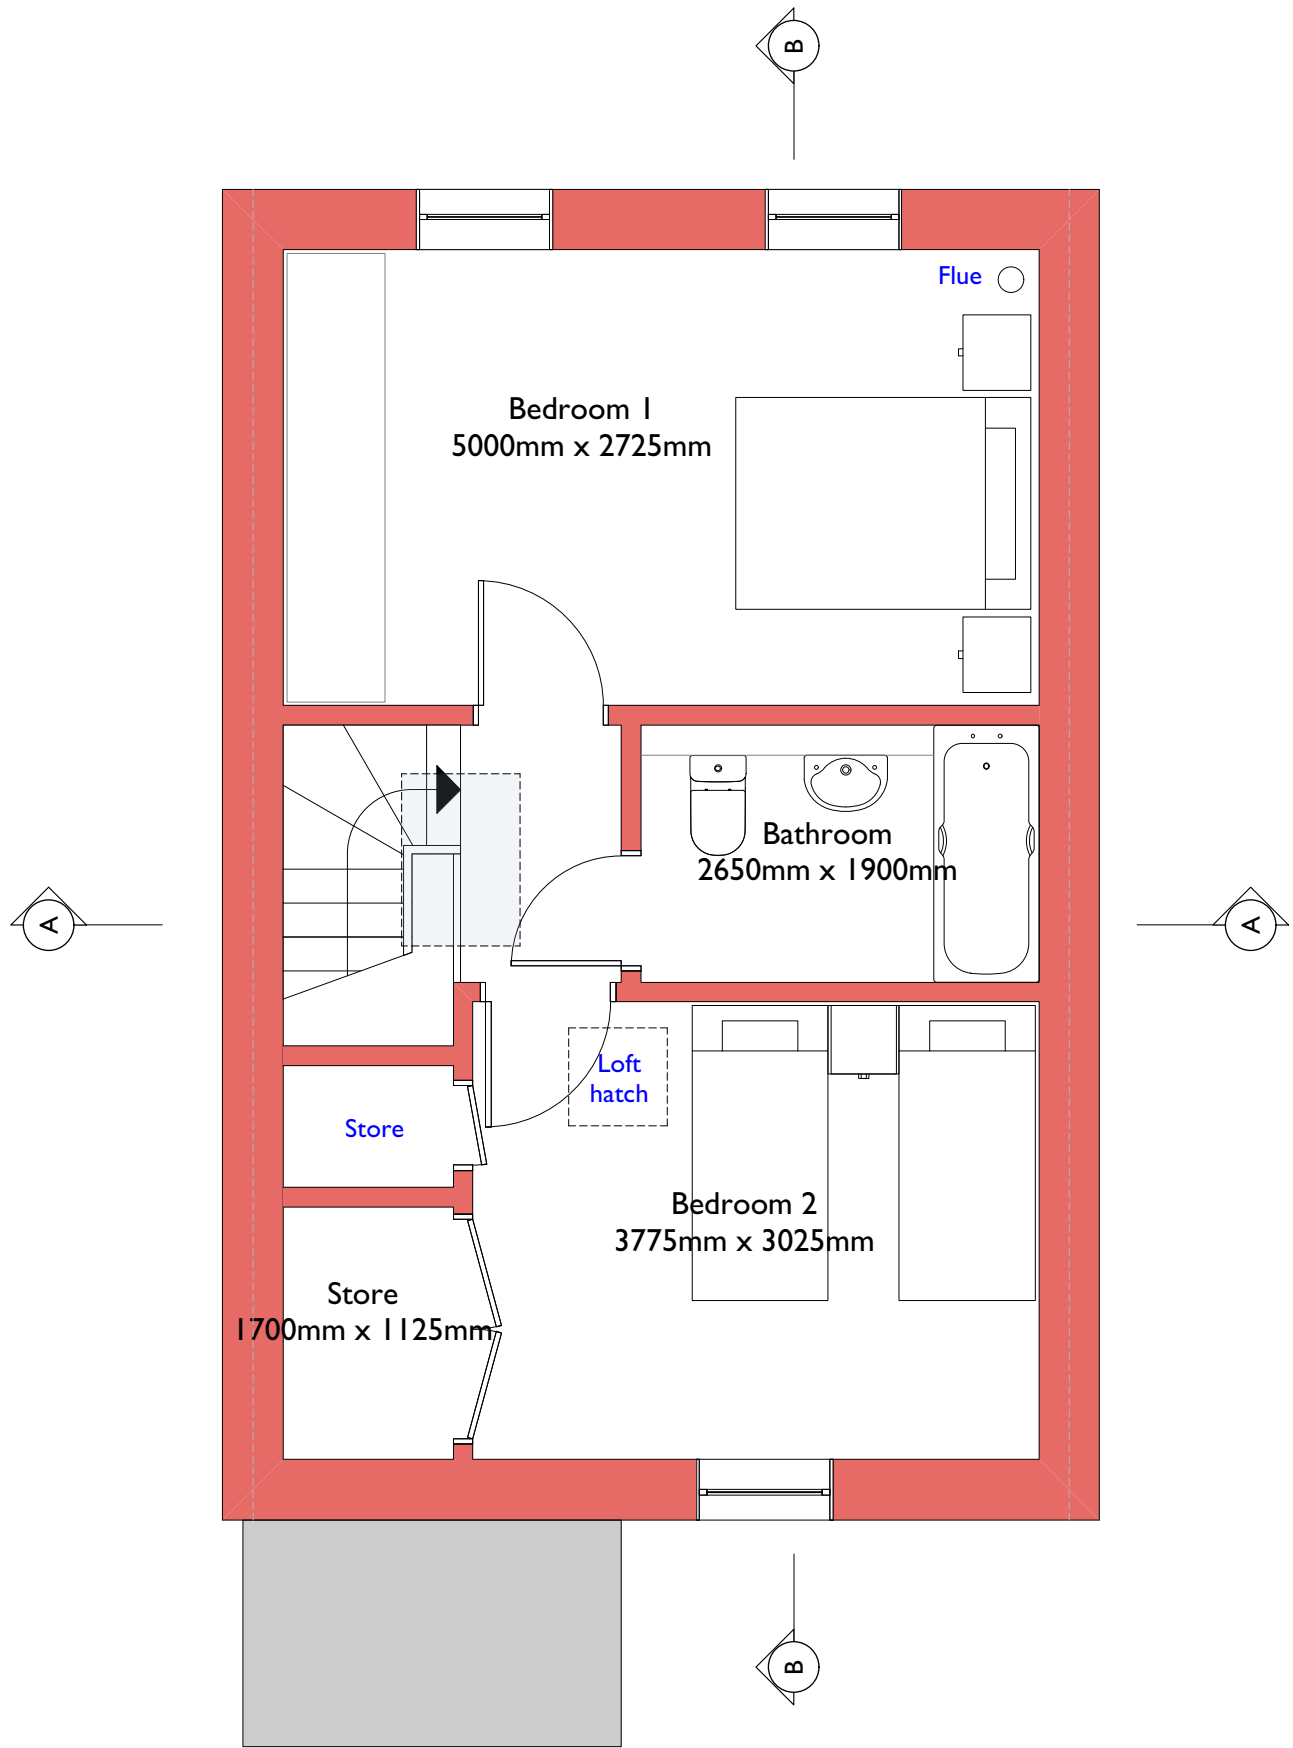 B
Flue
Bedroom 1
5000mm x 2725mm
Bathroom
2650mm x 1900mm
A
A
Loft
hatch
Store
Bedroom 2
3775mm x 3025mm
Store
1700mm x 1125mm
B